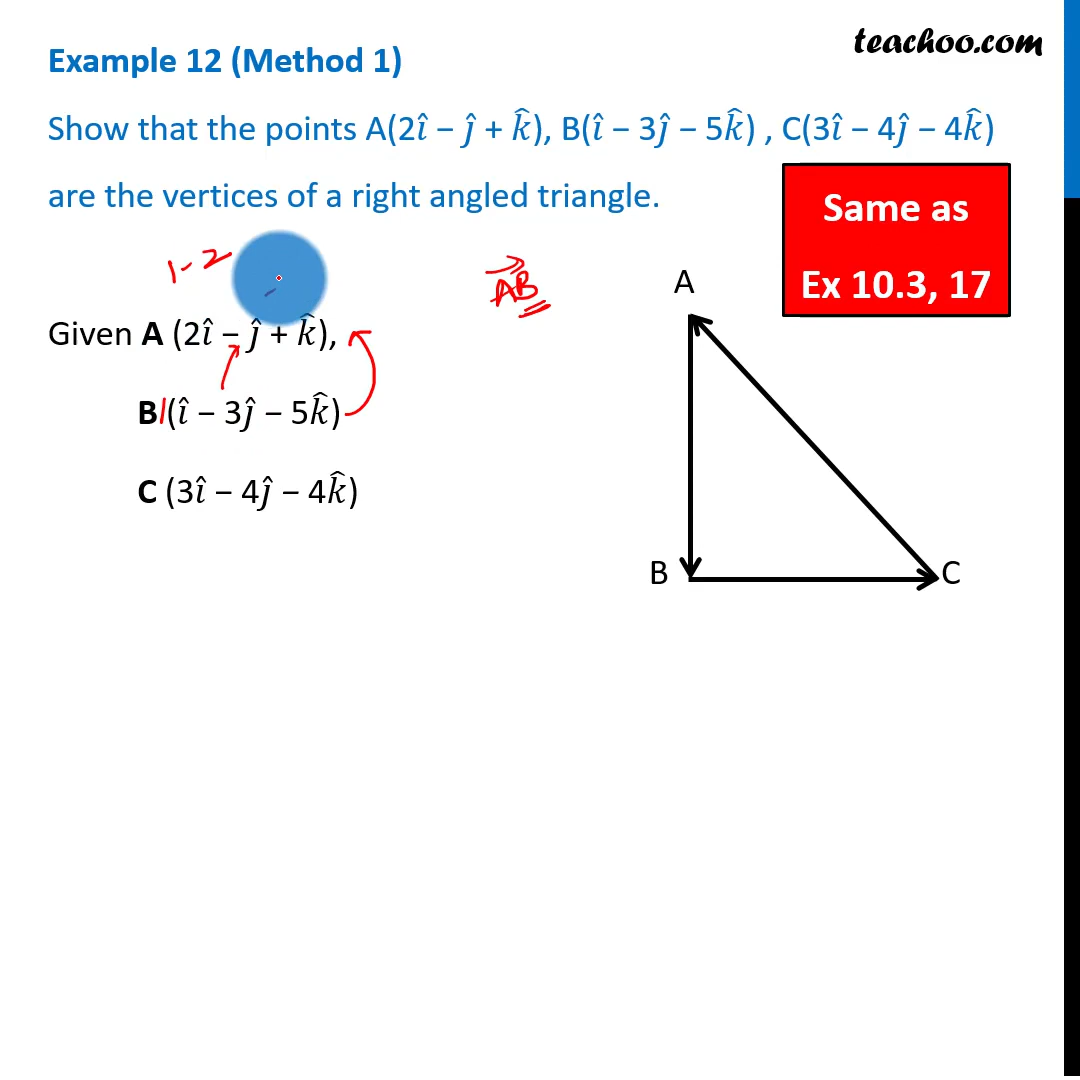 Example 12 (Method 1)
teachoo.com
Show that the points A(2î − ĵ + k̂), B(î − 3ĵ − 5k̂) , C(3î − 4ĵ − 4k̂)
are the vertices of a right angled triangle.
Same as
Ex 10.3, 17
1-2
AB
A
Given A (2î − ĵ + k̂),
B (î − 3ĵ − 5k̂)
C (3î − 4ĵ − 4k̂)
B
C